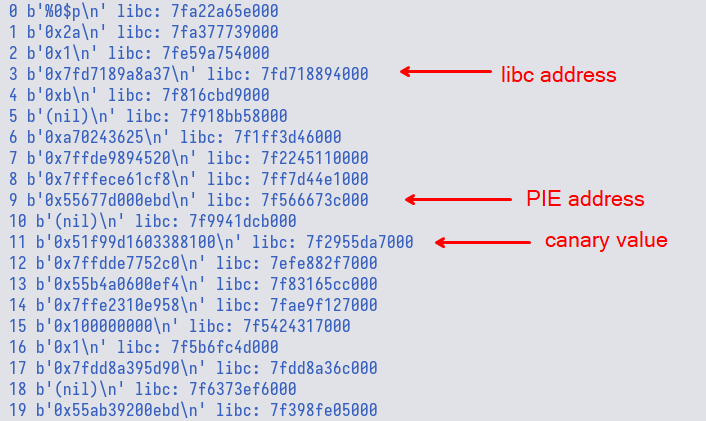 0 b'%0$p\n' libc: 7fa22a65e000
1 b'0x2a\n' libc: 7fa377739000
2 b'0x1\n' libc: 7fe59a754000
3 b'0x7fd7189a8a37\n' libc: 7fd718894000 libc address
4 b'0xb\n' libc: 7f816cbd9000
5 b'(nil)\n' libc: 7f918bb58000
6 b'0xa70243625\n' libc: 7f1ff3d46000
7 b'0x7ffde9894520\n' libc: 7f2245110000
8 b'0x7fffece61cf8\n' libc: 7ff7d44e1000
9 b'0x55677d000ebd\n' libc: 7f566673c000 PIE address
10 b'(nil)\n' libc: 7f9941dcb000
11 b'0x51f99d1603388100\n' libc: 7f2955da7000 canary value
12 b'0x7ffdde7752c0\n' libc: 7efe882f7000
13 b'0x55b4a0600ef4\n' libc: 7f83165cc000
14 b'0x7ffe2310e958\n' libc: 7fae9f127000
15 b'0x100000000\n' libc: 7f5424317000
16 b'0x1\n' libc: 7f5b6fc4d000
17 b'0x7fdd8a395d90\n' libc: 7fdd8a36c000
18 b'(nil)\n' libc: 7f6373ef6000
19 b'0x55ab39200ebd\n' libc: 7f398fe05000